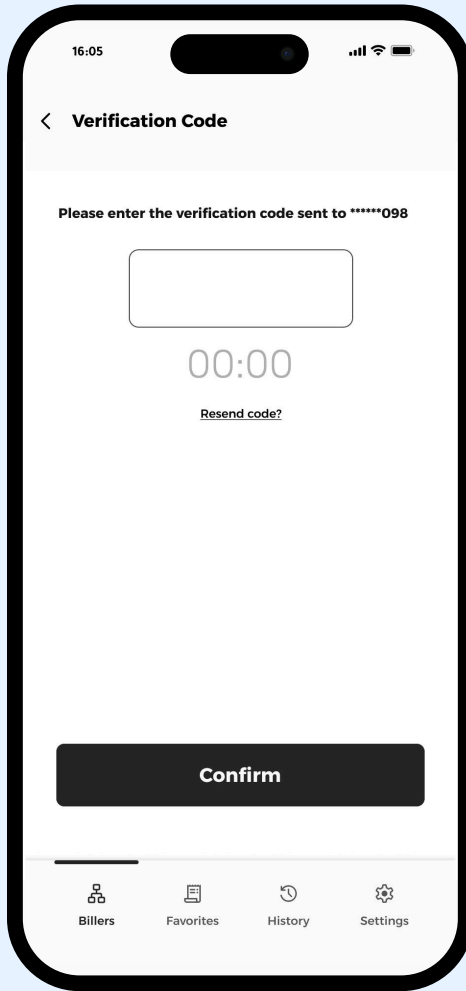 16:05
Verification Code
Please enter the verification code sent to ******098
00:00
Resend code?
Confirm
Billers Favorites History Settings